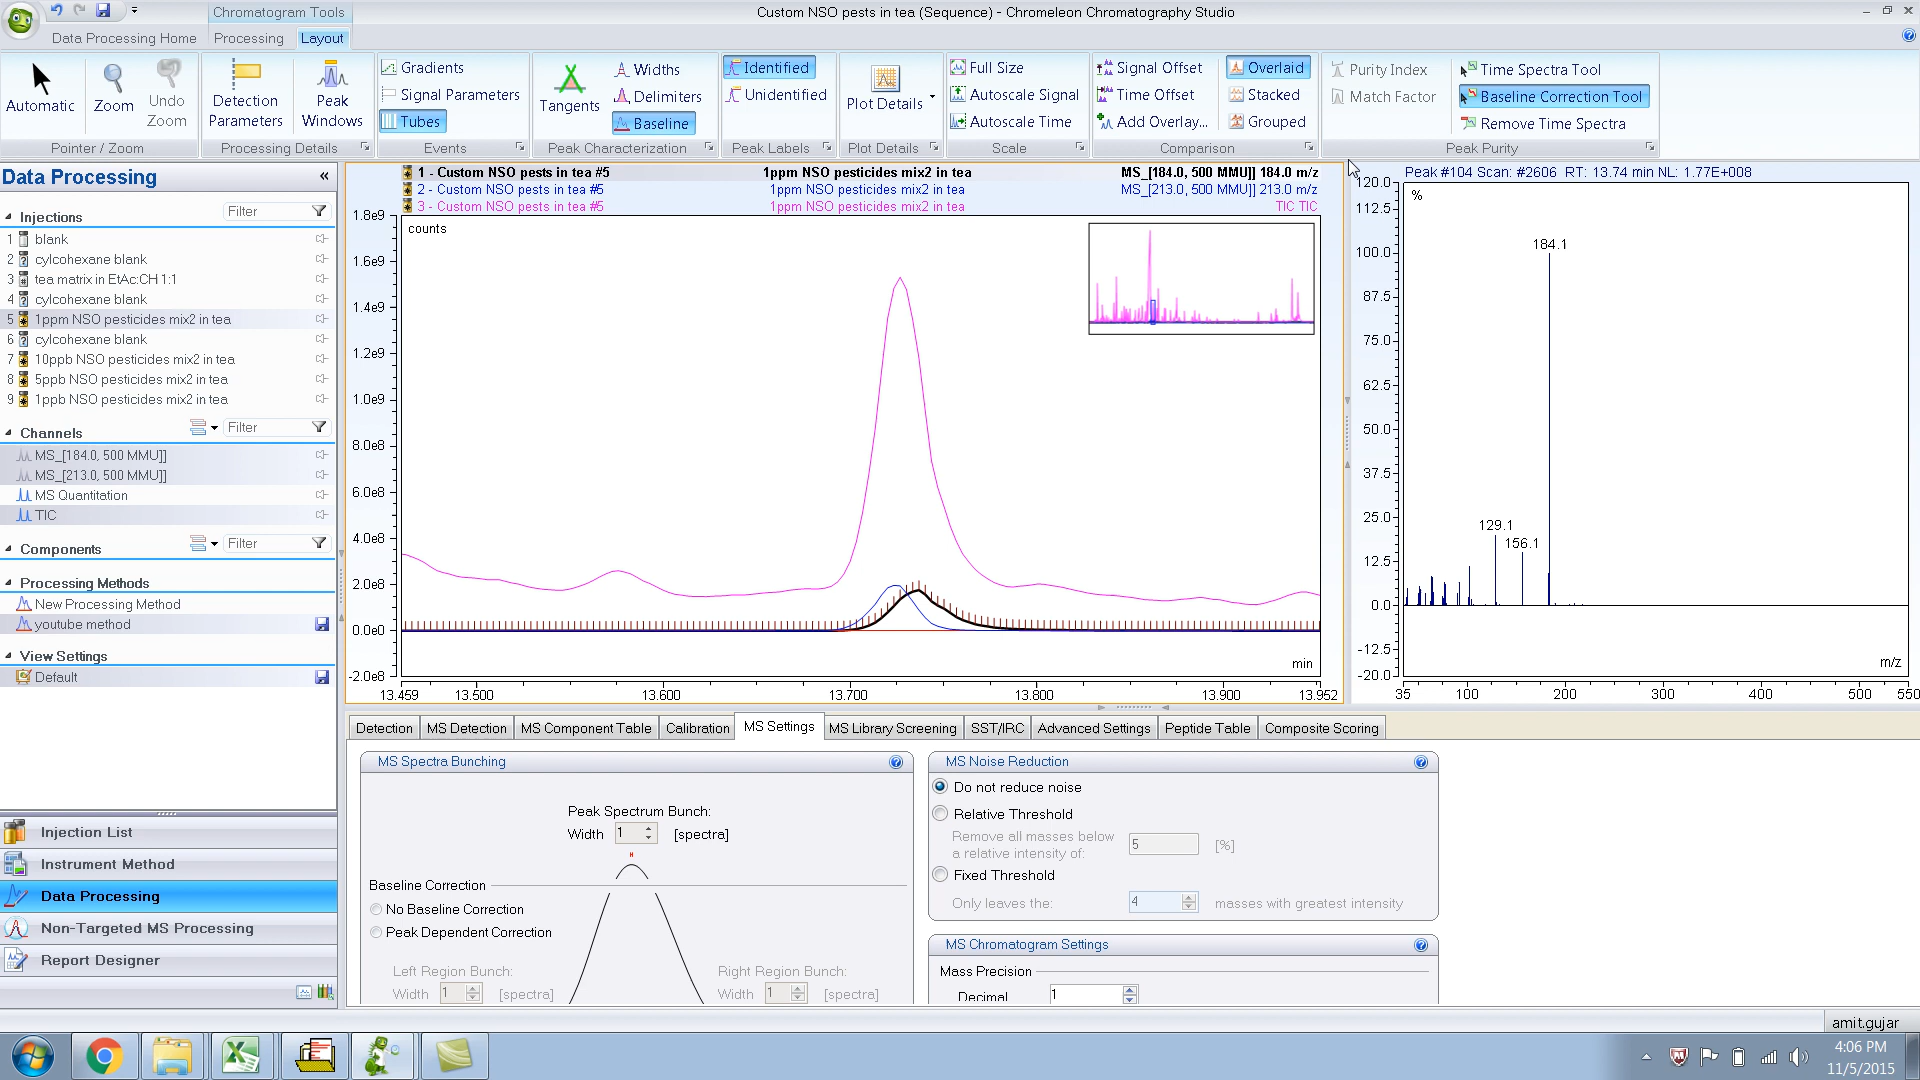 Chromatogram Tools
Custom NSO pests in tea (Sequence) - Chromeleon Chromatography Studio
Data Processing Home
Processing
Layout
Automatic
Zoom
Undo Zoom
Pointer / Zoom
Detection Parameters
Peak Windows
Processing Details
Gradients
Signal Parameters
Tubes
Events
Tangents
Widths
Delimiters
Baseline
Peak Characterization
Identified
Unidentified
Peak Labels
Plot Details
Plot Details
Full Size
Autoscale Signal
Autoscale Time
Scale
Signal Offset
Time Offset
Add Overlay...
Overlaid
Stacked
Grouped
Comparison
Purity Index
Match Factor
Time Spectra Tool
Baseline Correction Tool
Remove Time Spectra
Peak Purity
Data Processing
«
Injections
Filter
1 blank
2 cylcohexane blank
3 tea matrix in EtAc:CH 1:1
4 cylcohexane blank
5 1ppm NSO pesticides mix2 in tea
6 cylcohexane blank
7 10ppb NSO pesticides mix2 in tea
8 5ppb NSO pesticides mix2 in tea
9 1ppb NSO pesticides mix2 in tea
Channels
Filter
MS_[184.0, 500 MMU]]
MS_[213.0, 500 MMU]]
MS Quantitation
TIC
Components
Filter
Processing Methods
New Processing Method
youtube method
View Settings
Default
Injection List
Instrument Method
Data Processing
Non-Targeted MS Processing
Report Designer
1 - Custom NSO pests in tea #5 1ppm NSO pesticides mix2 in tea MS_[184.0, 500 MMU]] 184.0 m/z
2 - Custom NSO pests in tea #5 1ppm NSO pesticides mix2 in tea MS_[213.0, 500 MMU]] 213.0 m/z
3 - Custom NSO pests in tea #5 1ppm NSO pesticides mix2 in tea TIC TIC
counts
1.8e9
1.6e9
1.4e9
1.2e9
1.0e9
8.0e8
6.0e8
4.0e8
2.0e8
0.0e0
-2.0e8
min
13.459 13.500 13.600 13.700 13.800 13.900 13.952
Peak #104 Scan: #2606 RT: 13.74 min NL: 1.77E+008
%
120.0
112.5
100.0
87.5
75.0
62.5
50.0
37.5
25.0
12.5
0.0
-12.5
-20.0
184.1
129.1
156.1
m/z
35 100 200 300 400 500 550
Detection
MS Detection
MS Component Table
Calibration
MS Settings
MS Library Screening
SST/IRC
Advanced Settings
Peptide Table
Composite Scoring
MS Spectra Bunching
Peak Spectrum Bunch:
Width 1 [spectra]
H
Baseline Correction
No Baseline Correction
Peak Dependent Correction
Left Region Bunch:
Width 1 [spectra]
Right Region Bunch:
Width 1 [spectra]
MS Noise Reduction
Do not reduce noise
Relative Threshold
Remove all masses below
a relative intensity of: 5 [%]
Fixed Threshold
Only leaves the: 4 masses with greatest intensity
MS Chromatogram Settings
Mass Precision
Decimal 1
amit.gujar
4:06 PM
11/5/2015